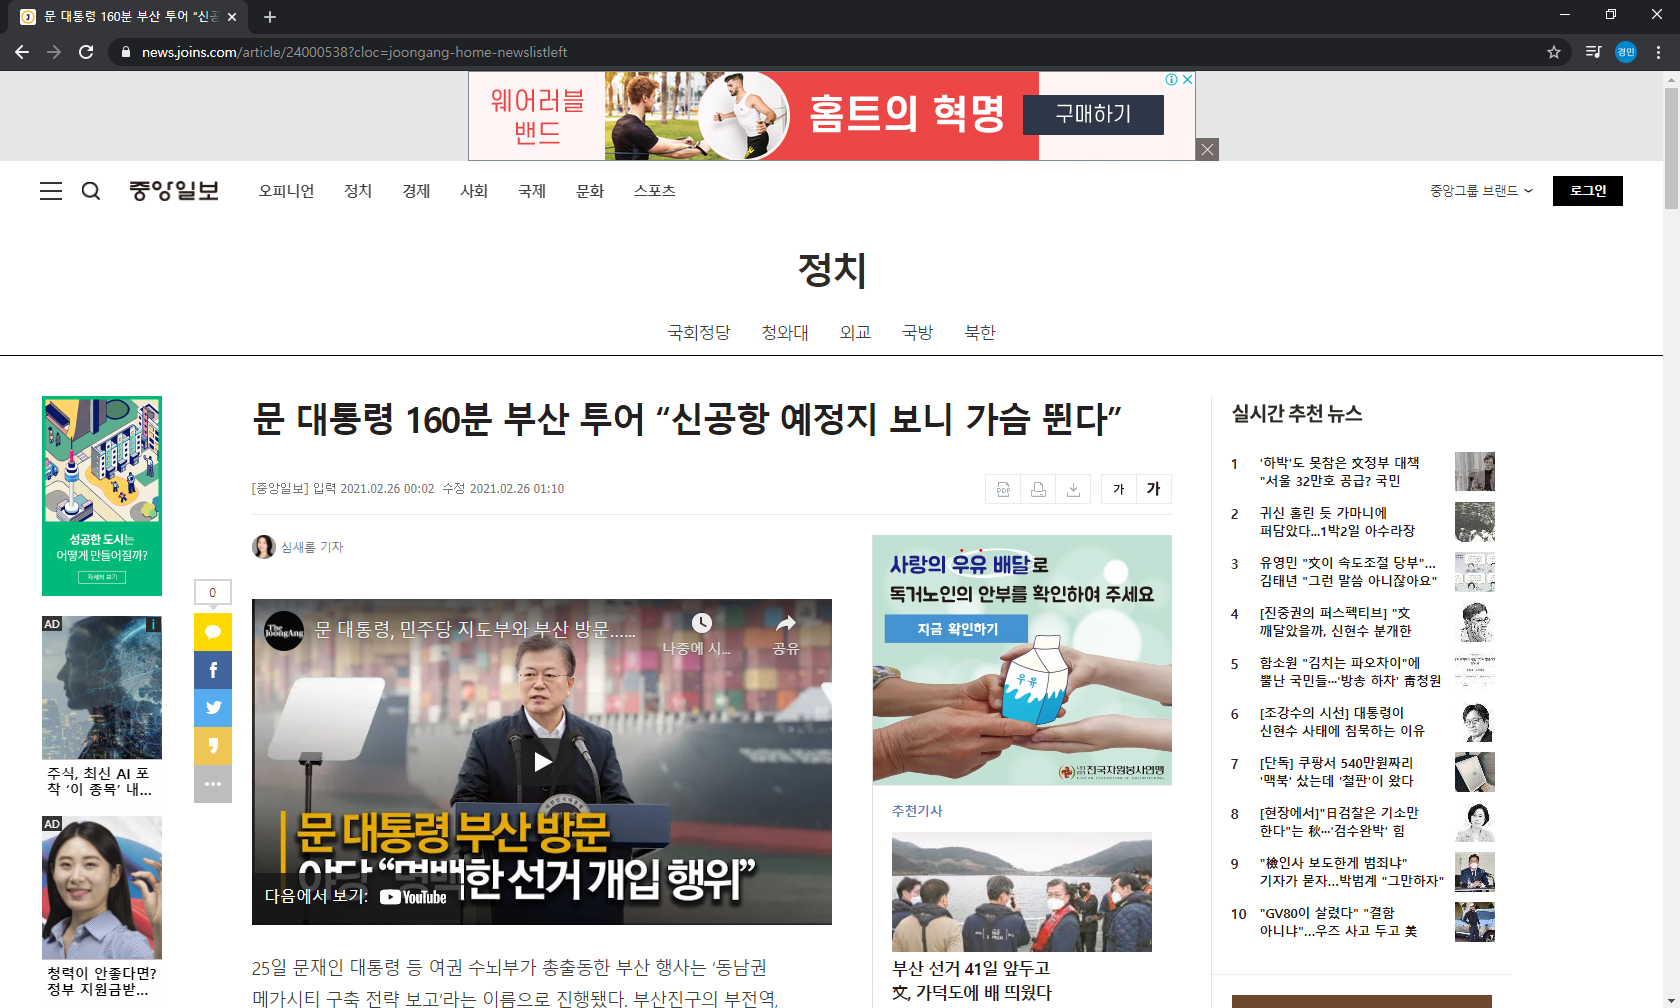 문 대통령 160분 부산 투어 “신공
news.joins.com/article/24000538?cloc=joongang-home-newslistleft
경민
웨어러블
밴드
홈트의 혁명
구매하기
중앙일보
오피니언 정치 경제 사회 국제 문화 스포츠
중앙그룹 브랜드
로그인
정치
국회정당 청와대 외교 국방 북한
성공한 도시는
어떻게 만들어질까?
자세히 보기
AD
주식, 최신 AI 포
착 ‘이 종목’ 내...
AD
청력이 안좋다면?
정부 지원금받...
0
문 대통령 160분 부산 투어 “신공항 예정지 보니 가슴 뛴다”
[중앙일보] 입력 2021.02.26 00:02 수정 2021.02.26 01:10
PDF
가 가
심새롬 기자
The JoongAng
문 대통령, 민주당 지도부와 부산 방문......
나중에 시...
공유
문 대통령 부산 방문
야당 “명백한 선거 개입 행위”
다음에서 보기: YouTube
25일 문재인 대통령 등 여권 수뇌부가 총출동한 부산 행사는 ‘동남권
메가시티 구축 전략 보고’라는 이름으로 진행됐다. 부산진구의 부전역,
사랑의 우유 배달로
독거노인의 안부를 확인하여 주세요
지금 확인하기
우유
전국자원봉사연맹
추천기사
부산 선거 41일 앞두고
文, 가덕도에 배 띄웠다
실시간 추천 뉴스
1 '하박'도 못참은 文정부 대책
"서울 32만호 공급? 국민
2 귀신 홀린 듯 가마니에
퍼담았다...1박2일 아수라장
3 유영민 "文이 속도조절 당부"...
김태년 "그런 말씀 아니잖아요"
4 [진중권의 퍼스펙티브] "文
깨달았을까, 신현수 분개한
5 함소원 "김치는 파오차이"에
뿔난 국민들…'방송 하차' 靑청원
6 [조강수의 시선] 대통령이
신현수 사태에 침묵하는 이유
7 [단독] 쿠팡서 540만원짜리
'맥북' 샀는데 '철판'이 왔다
8 [현장에서]"日검찰은 기소만
한다"는 秋…'검수완박' 힘
9 "檢인사 보도한게 범죄냐"
기자가 묻자...박범계 "그만하자"
10 "GV80이 살렸다" "결함
아니냐"...우즈 사고 두고 美